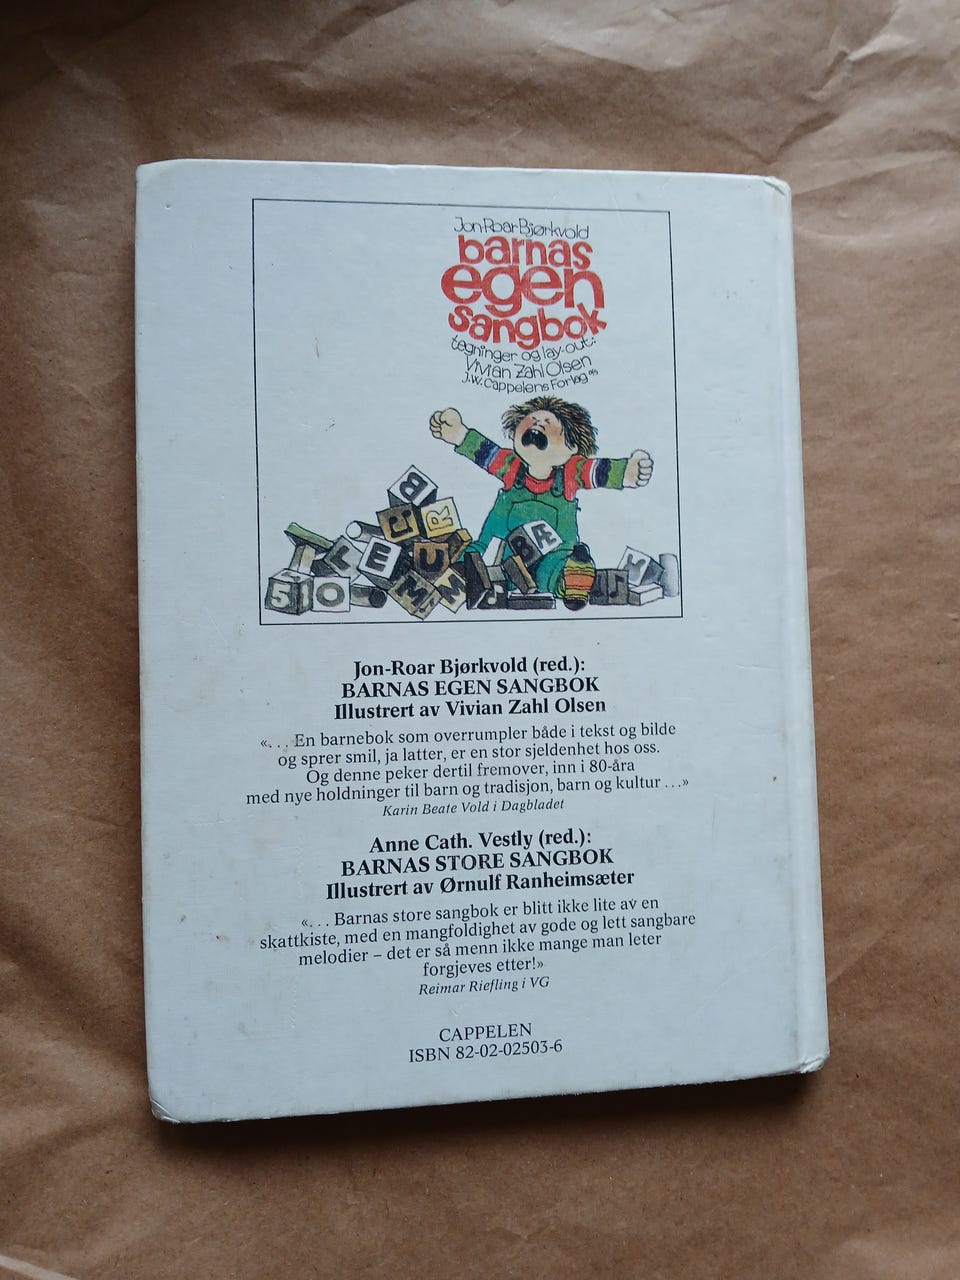 Jon-Roar Bjørkvold
barnas
egen
sangbok
tegninger og lay-out:
Vivian Zahl Olsen
J.W. Cappelens Forlag a/s
B
C R
L E U BÆ
5 O M M
Jon-Roar Bjørkvold (red.):
BARNAS EGEN SANGBOK
Illustrert av Vivian Zahl Olsen
«. . . En barnebok som overrumpler både i tekst og bilde
og sprer smil, ja latter, er en stor sjeldenhet hos oss.
Og denne peker dertil fremover, inn i 80-åra
med nye holdninger til barn og tradisjon, barn og kultur . . .»
Karin Beate Vold i Dagbladet
Anne Cath. Vestly (red.):
BARNAS STORE SANGBOK
Illustrert av Ørnulf Ranheimsæter
«. . . Barnas store sangbok er blitt ikke lite av en
skattkiste, med en mangfoldighet av gode og lett sangbare
melodier – det er så menn ikke mange man leter
forgjeves etter!»
Reimar Riefling i VG
CAPPELEN
ISBN 82-02-02503-6